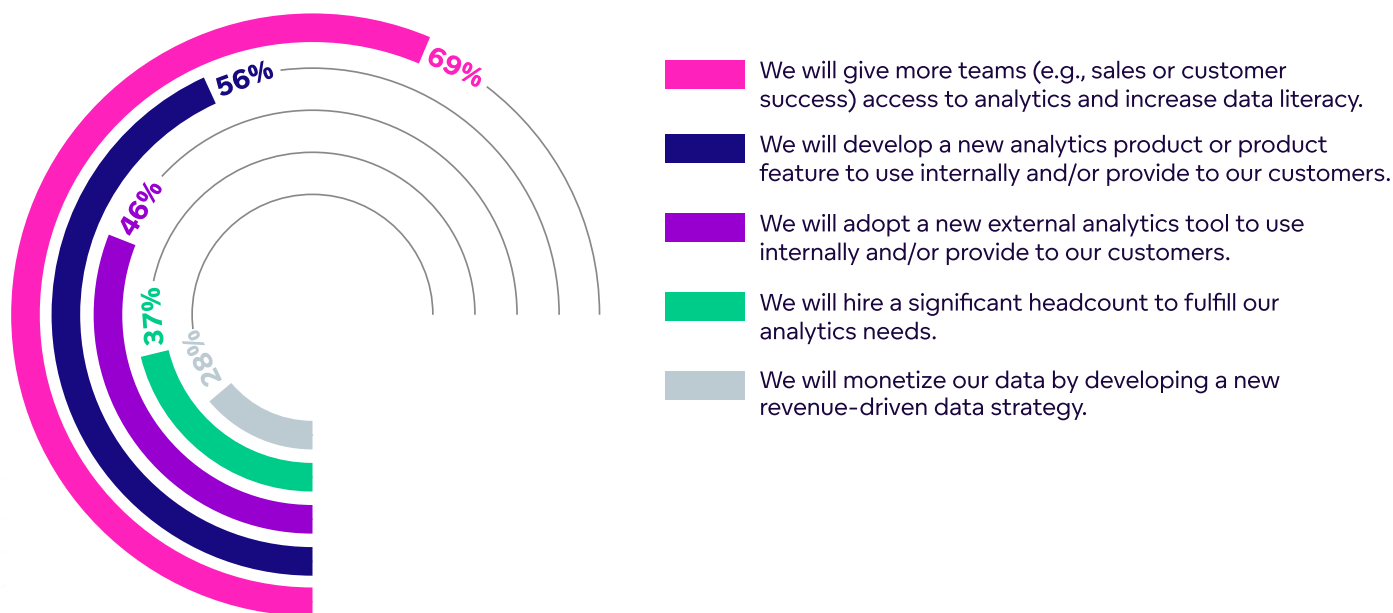 69%
56%
46%
37%
28%
We will give more teams (e.g., sales or customer
success) access to analytics and increase data literacy.
We will develop a new analytics product or product
feature to use internally and/or provide to our customers.
We will adopt a new external analytics tool to use
internally and/or provide to our customers.
We will hire a significant headcount to fulfill our
analytics needs.
We will monetize our data by developing a new
revenue-driven data strategy.